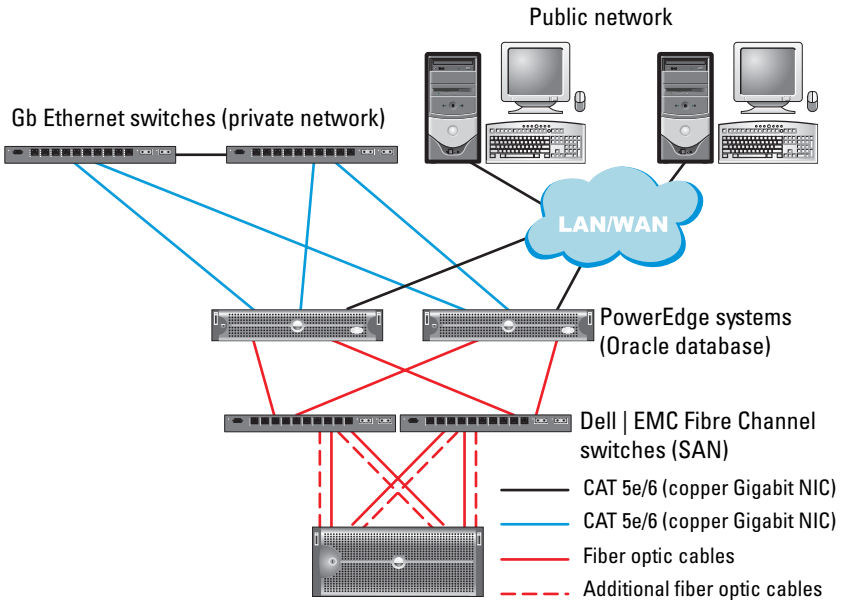 Public network
Gb Ethernet switches (private network)
LAN/WAN
PowerEdge systems
(Oracle database)
Dell | EMC Fibre Channel
switches (SAN)
CAT 5e/6 (copper Gigabit NIC)
CAT 5e/6 (copper Gigabit NIC)
Fiber optic cables
Additional fiber optic cables